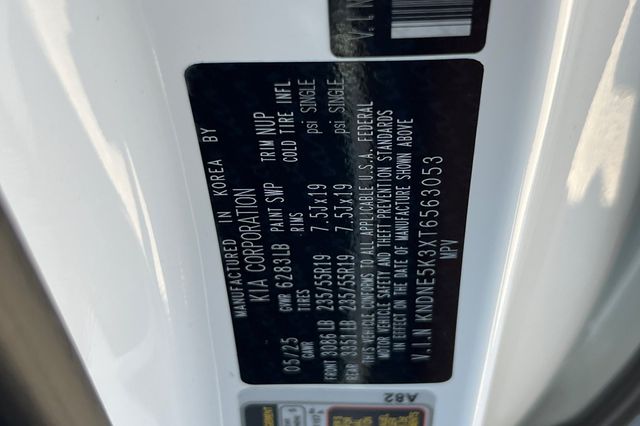 V.I.N
MANUFACTURED IN KOREA BY
KIA CORPORATION
05/25 GVWR 6283LB PAINT SWP TRIM NUP
GAWR TIRES RIMS COLD TIRE INFL
FRONT 3086LB 235/55R19 7.5Jx19 psi SINGLE
REAR 3351LB 235/55R19 7.5Jx19 psi SINGLE
THIS VEHICLE CONFORMS TO ALL APPLICABLE U.S.A. FEDERAL
MOTOR VEHICLE SAFETY AND THEFT PREVENTION STANDARDS
IN EFFECT ON THE DATE OF MANUFACTURE SHOWN ABOVE
V.I.N KNDNE5K3XT6563053
MPV
A82